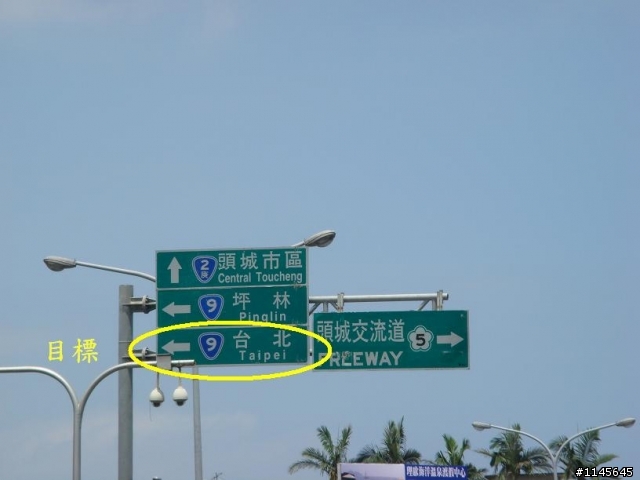 2庚 頭城市區
Central Toucheng
9 坪林
Pinglin
9 台北
Taipei
頭城交流道 5
FREEWAY
目標
#1145645